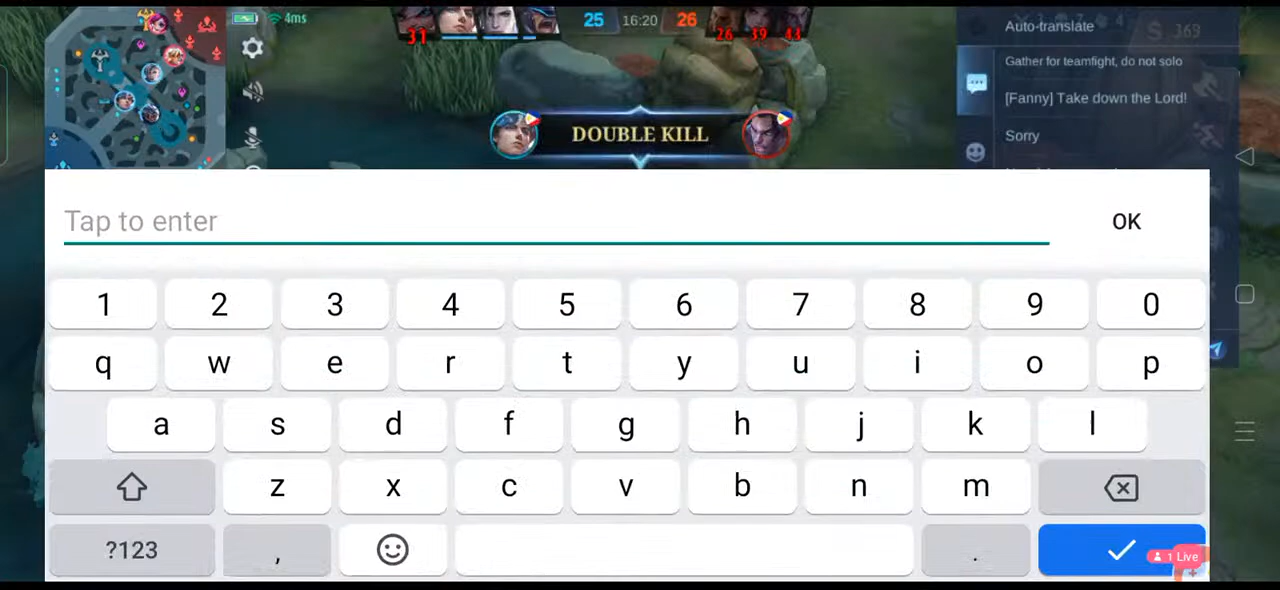 4ms
25 16:20 26
31
26 39 43
369
Auto-translate
Gather for teamfight, do not solo
[Fanny] Take down the Lord!
Sorry
DOUBLE KILL
Tap to enter
OK
1 2 3 4 5 6 7 8 9 0
q w e r t y u i o p
a s d f g h j k l
z x c v b n m
?123 , .
1 Live